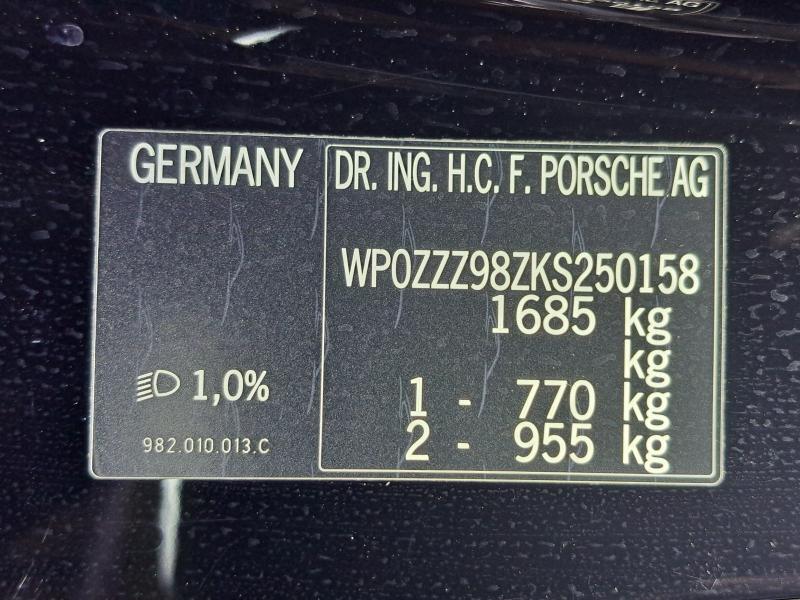 GERMANY
DR. ING. H.C. F. PORSCHE AG
WP0ZZZ98ZKS250158
1685 kg
kg
1 - 770 kg
2 - 955 kg
1,0%
982.010.013.C